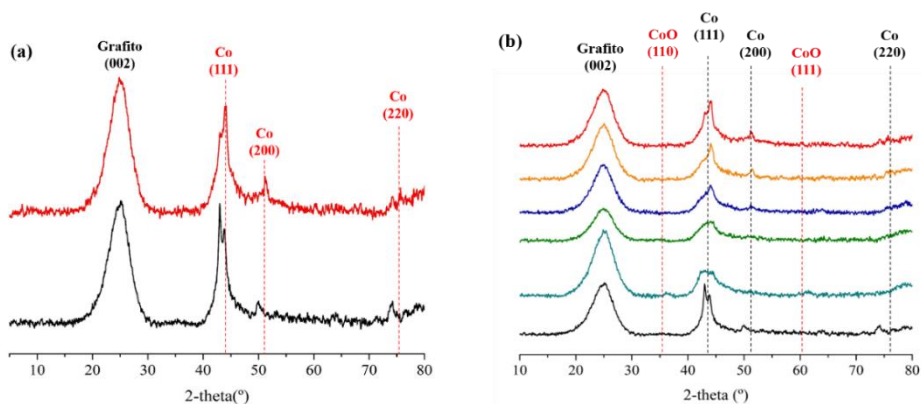 (a)
Grafito
(002)
Co
(111)
Co
(200)
Co
(220)
10 20 30 40 50 60 70 80
2-theta(º)
(b)
Grafito
(002)
CoO
(110)
Co
(111)
Co
(200)
CoO
(111)
Co
(220)
10 20 30 40 50 60 70 80
2-theta (º)